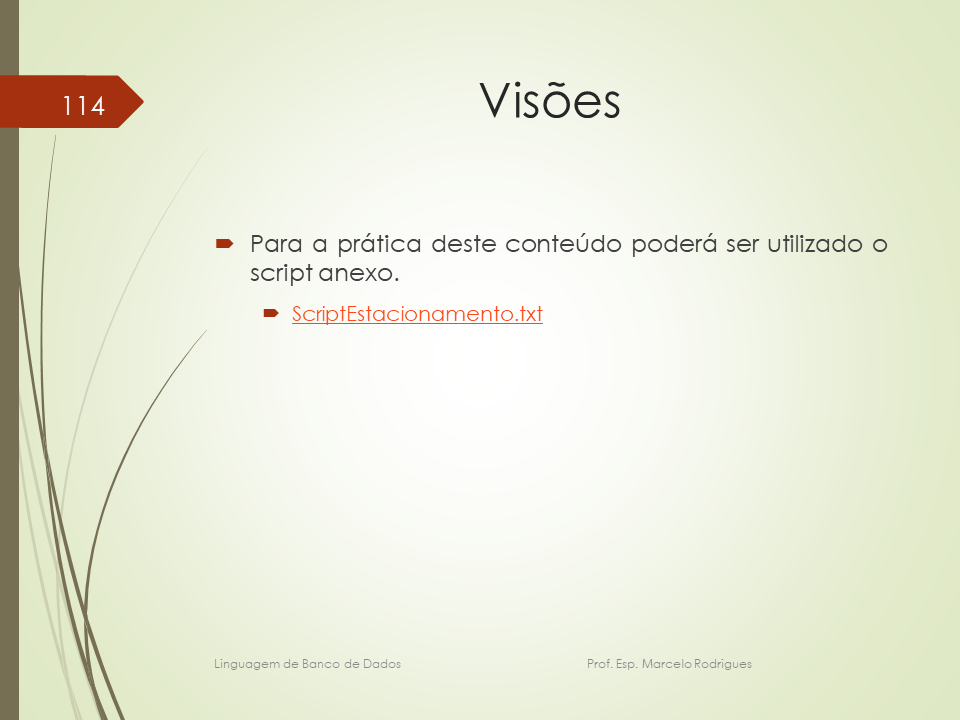 114
Visões
Para a prática deste conteúdo poderá ser utilizado o
script anexo.
ScriptEstacionamento.txt
Linguagem de Banco de Dados Prof. Esp. Marcelo Rodrigues